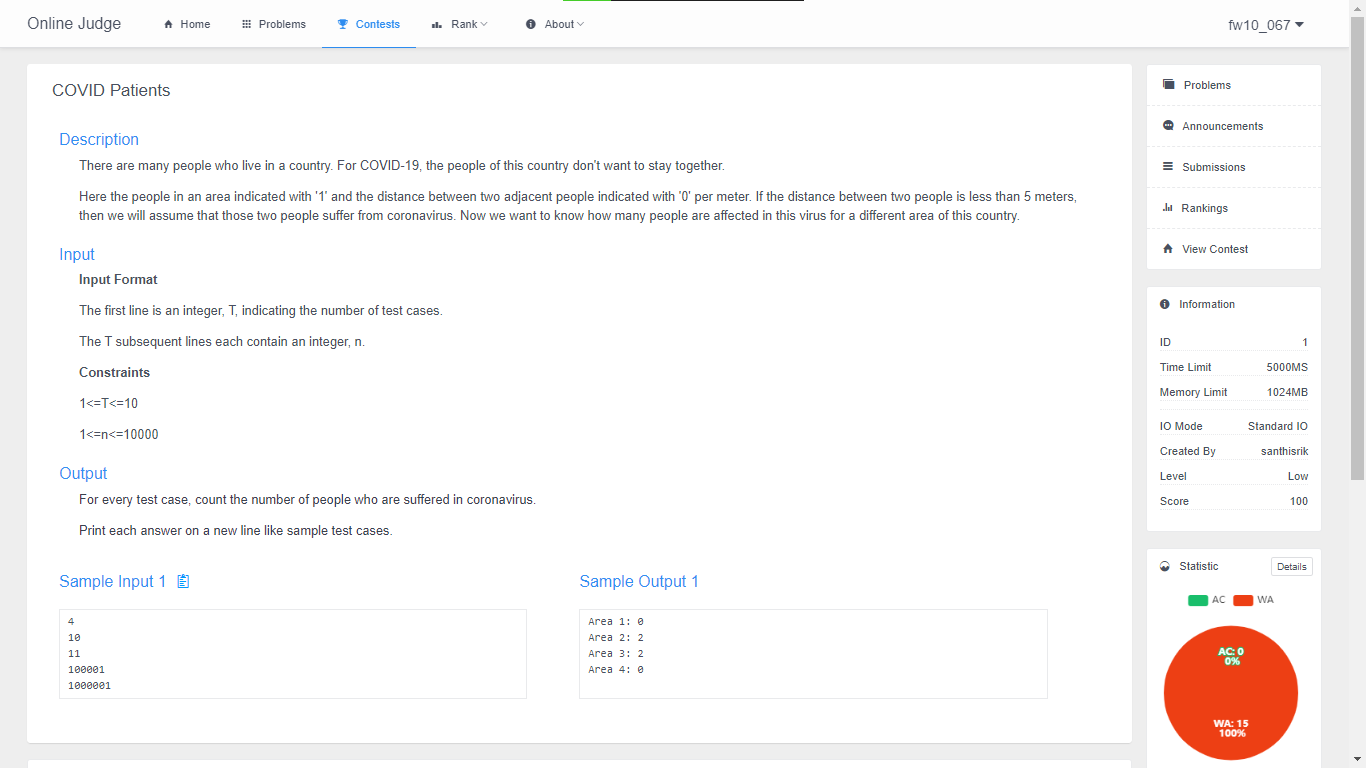 Online Judge
Home
Problems
Contests
Rank
About
fw10_067
COVID Patients
Description
There are many people who live in a country. For COVID-19, the people of this country don't want to stay together.
Here the people in an area indicated with '1' and the distance between two adjacent people indicated with '0' per meter. If the distance between two people is less than 5 meters,
then we will assume that those two people suffer from coronavirus. Now we want to know how many people are affected in this virus for a different area of this country.
Input
Input Format
The first line is an integer, T, indicating the number of test cases.
The T subsequent lines each contain an integer, n.
Constraints
1<=T<=10
1<=n<=10000
Output
For every test case, count the number of people who are suffered in coronavirus.
Print each answer on a new line like sample test cases.
Sample Input 1
4
10
11
100001
1000001
Sample Output 1
Area 1: 0
Area 2: 2
Area 3: 2
Area 4: 0
Problems
Announcements
Submissions
Rankings
View Contest
Information
ID 1
Time Limit 5000MS
Memory Limit 1024MB
IO Mode Standard IO
Created By santhisrik
Level Low
Score 100
Statistic Details
AC WA
AC: 0
0%
WA: 15
100%